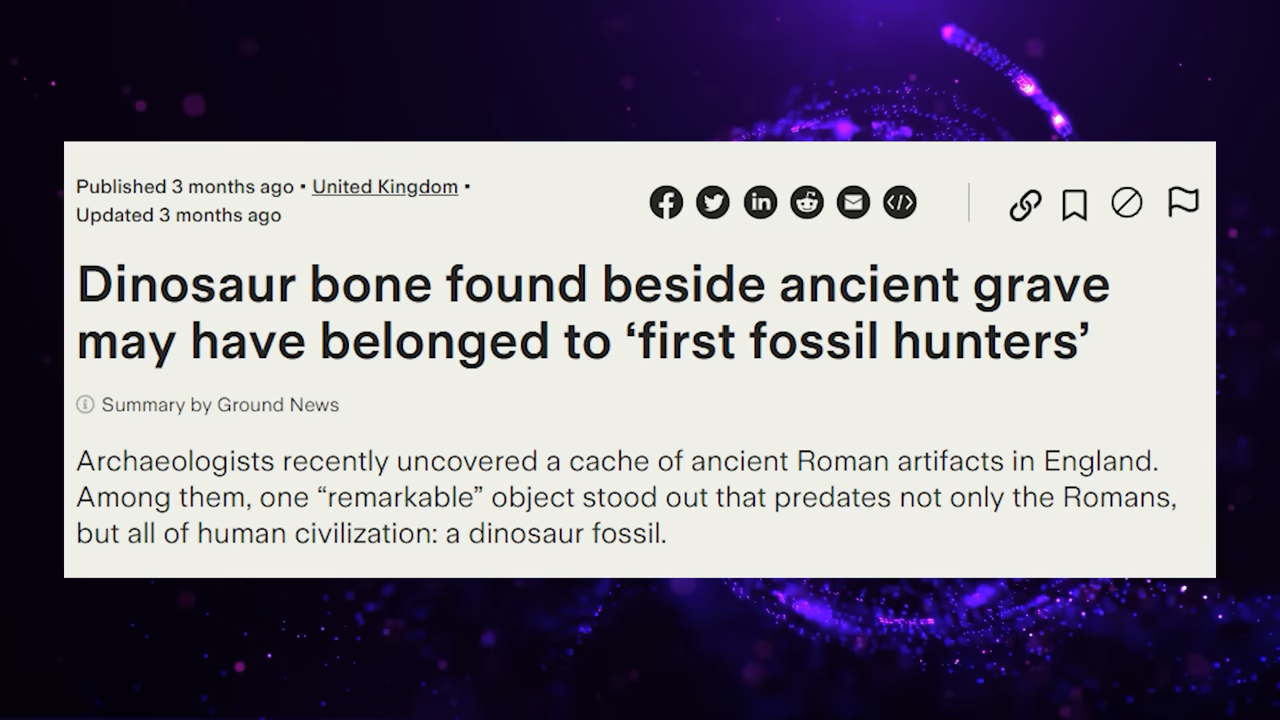 Published 3 months ago • United Kingdom •
Updated 3 months ago
Dinosaur bone found beside ancient grave
may have belonged to ‘first fossil hunters’
Summary by Ground News
Archaeologists recently uncovered a cache of ancient Roman artifacts in England.
Among them, one “remarkable” object stood out that predates not only the Romans,
but all of human civilization: a dinosaur fossil.